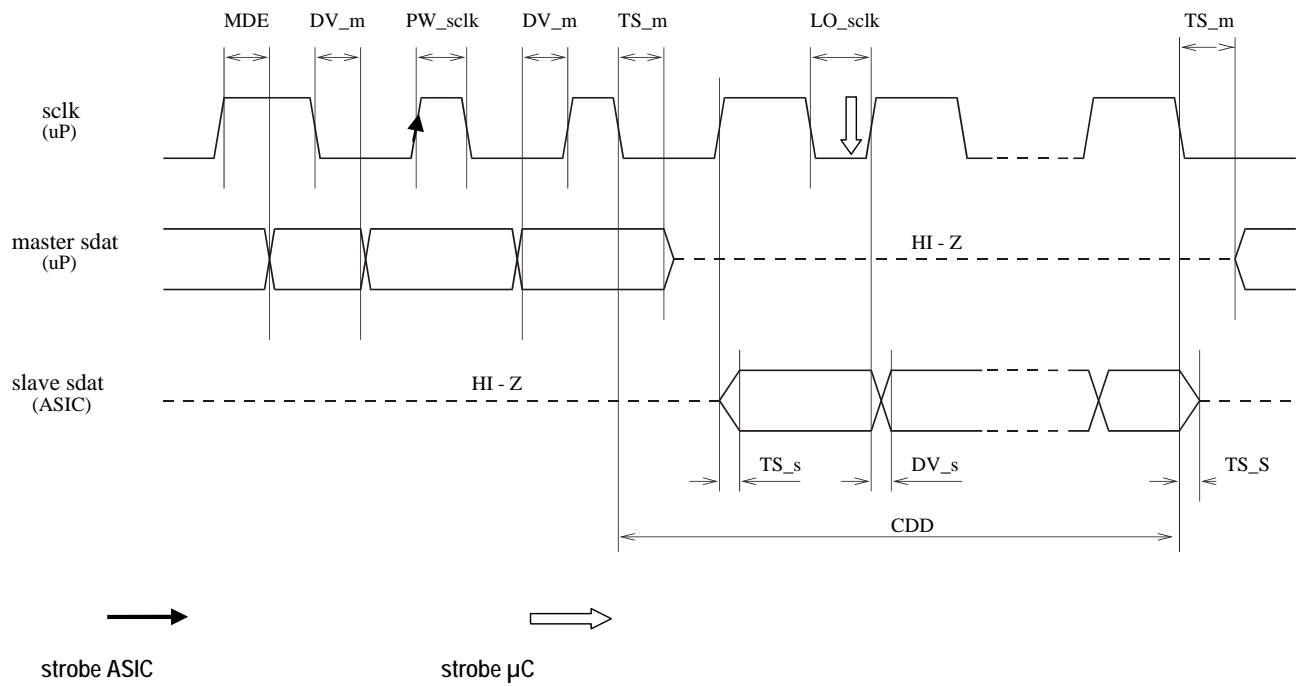 MDE DV_m PW_sclk DV_m TS_m LO_sclk TS_m
sclk
(uP)
master sdat
(uP)
HI - Z
slave sdat
(ASIC)
HI - Z
TS_s DV_s TS_S
CDD
strobe ASIC strobe µC